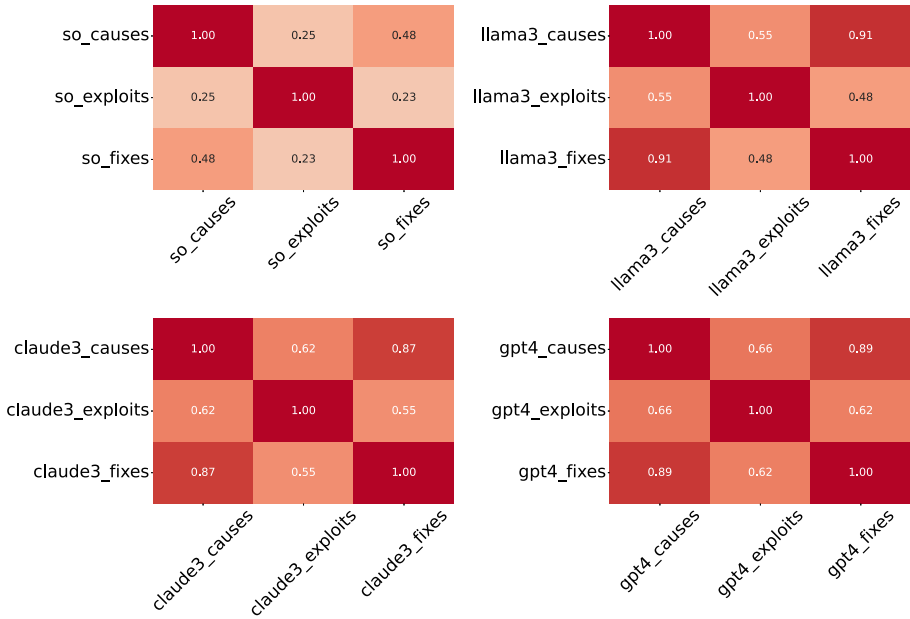 so_causes 1.00 0.25 0.48
so_exploits 0.25 1.00 0.23
so_fixes 0.48 0.23 1.00
so_causes so_exploits so_fixes
llama3_causes 1.00 0.55 0.91
llama3_exploits 0.55 1.00 0.48
llama3_fixes 0.91 0.48 1.00
llama3_causes llama3_exploits llama3_fixes
claude3_causes 1.00 0.62 0.87
claude3_exploits 0.62 1.00 0.55
claude3_fixes 0.87 0.55 1.00
claude3_causes claude3_exploits claude3_fixes
gpt4_causes 1.00 0.66 0.89
gpt4_exploits 0.66 1.00 0.62
gpt4_fixes 0.89 0.62 1.00
gpt4_causes gpt4_exploits gpt4_fixes